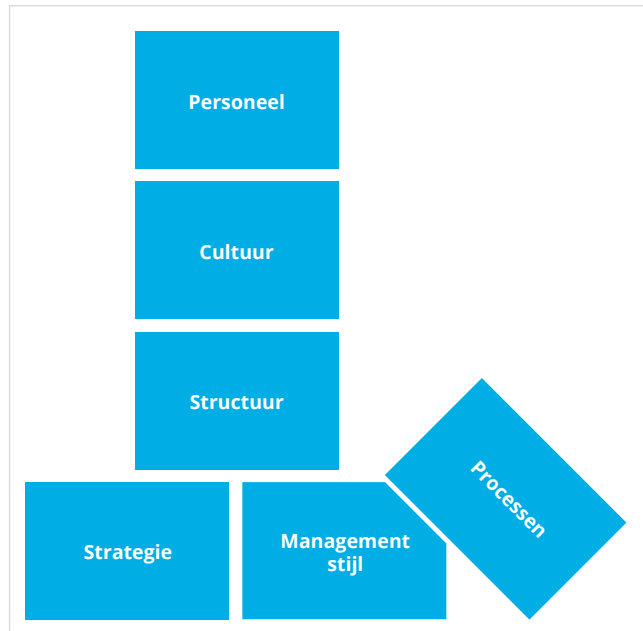 Personeel
Cultuur
Structuur
Processen
Strategie
Management
stijl